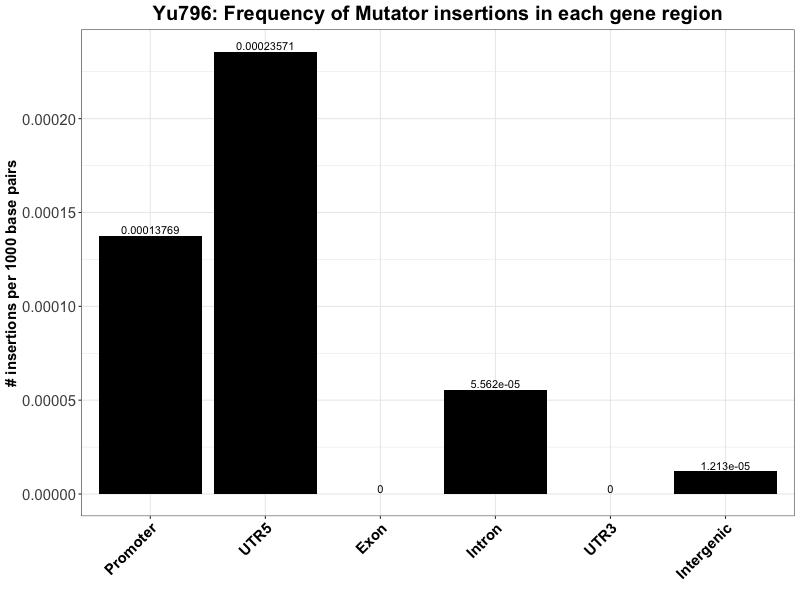 Yu796: Frequency of Mutator insertions in each gene region
# insertions per 1000 base pairs
0.00020
0.00015
0.00010
0.00005
0.00000
0.00013769
0.00023571
0
5.562e-05
0
1.213e-05
Promoter
UTR5
Exon
Intron
UTR3
Intergenic